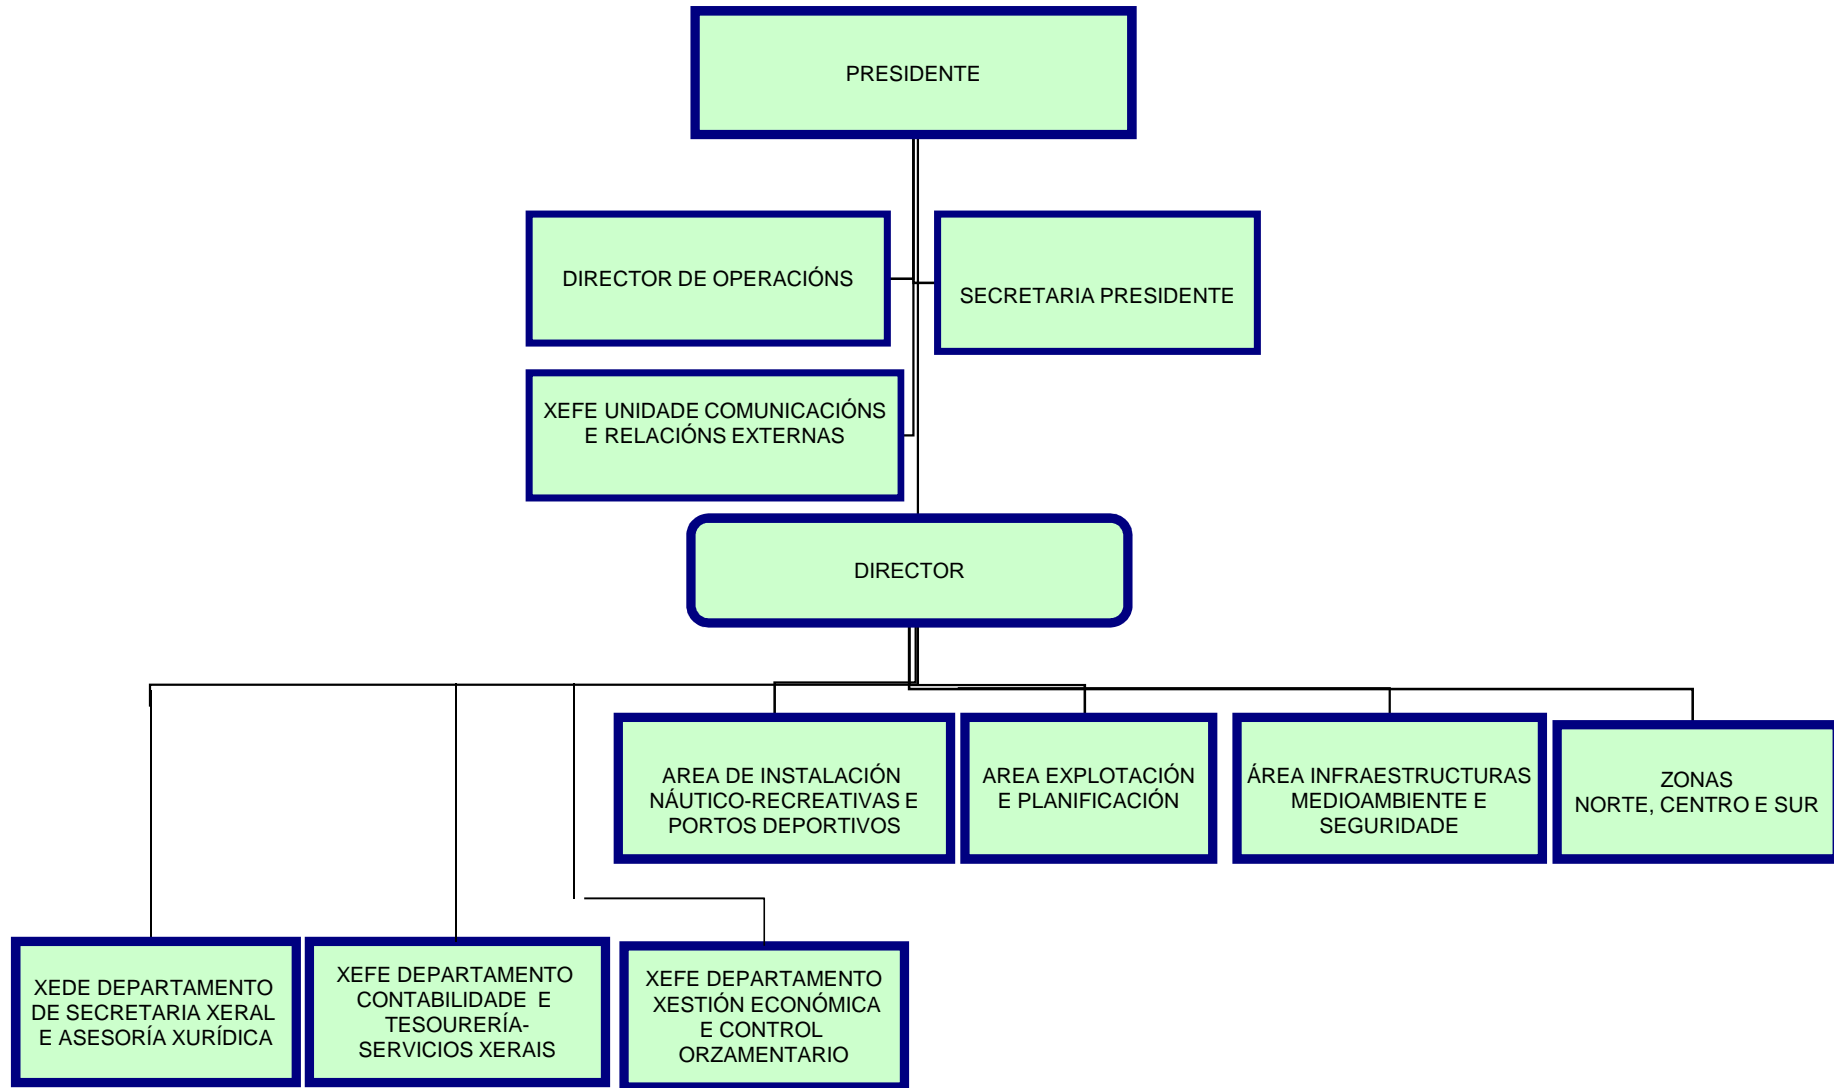 PRESIDENTE
DIRECTOR DE OPERACIÓNS
SECRETARIA PRESIDENTE
XEFE UNIDADE COMUNICACIÓNS
E RELACIÓNS EXTERNAS
DIRECTOR
AREA DE INSTALACIÓN
NÁUTICO-RECREATIVAS E
PORTOS DEPORTIVOS
AREA EXPLOTACIÓN
E PLANIFICACIÓN
ÁREA INFRAESTRUCTURAS
MEDIOAMBIENTE E
SEGURIDADE
ZONAS
NORTE, CENTRO E SUR
XEDE DEPARTAMENTO
DE SECRETARIA XERAL
E ASESORÍA XURÍDICA
XEFE DEPARTAMENTO
CONTABILIDADE E
TESOURERÍA-
SERVICIOS XERAIS
XEFE DEPARTAMENTO
XESTIÓN ECONÓMICA
E CONTROL
ORZAMENTARIO